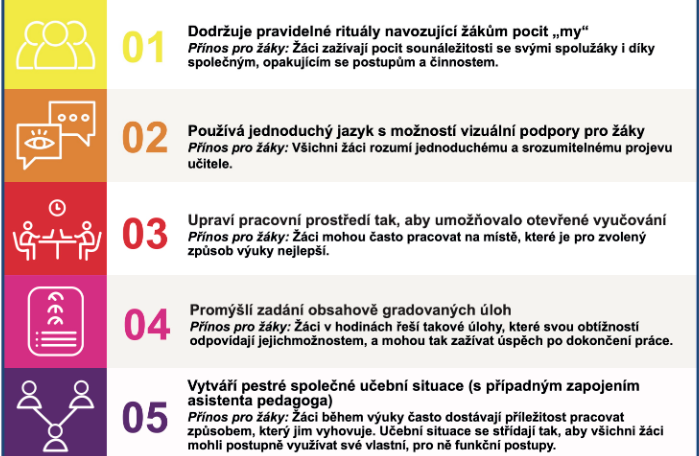 01
Dodržuje pravidelné rituály navozující žákům pocit „my“
Přínos pro žáky: Žáci zažívají pocit sounáležitosti se svými spolužáky i díky
společným, opakujícím se postupům a činnostem.
02
Používá jednoduchý jazyk s možností vizuální podpory pro žáky
Přínos pro žáky: Všichni žáci rozumí jednoduchému a srozumitelnému projevu
učitele.
03
Upraví pracovní prostředí tak, aby umožňovalo otevřené vyučování
Přínos pro žáky: Žáci mohou často pracovat na místě, které je pro zvolený
způsob výuky nejlepší.
04
Promýšlí zadání obsahově gradovaných úloh
Přínos pro žáky: Žáci v hodinách řeší takové úlohy, které svou obtížností
odpovídají jejichmožnostem, a mohou tak zažívat úspěch po dokončení práce.
05
Vytváří pestré společné učební situace (s případným zapojením
asistenta pedagoga)
Přínos pro žáky: Žáci během výuky často dostávají příležitost pracovat
způsobem, který jim vyhovuje. Učební situace se střídají tak, aby všichni žáci
mohli postupně využívat své vlastní, pro ně funkční postupy.